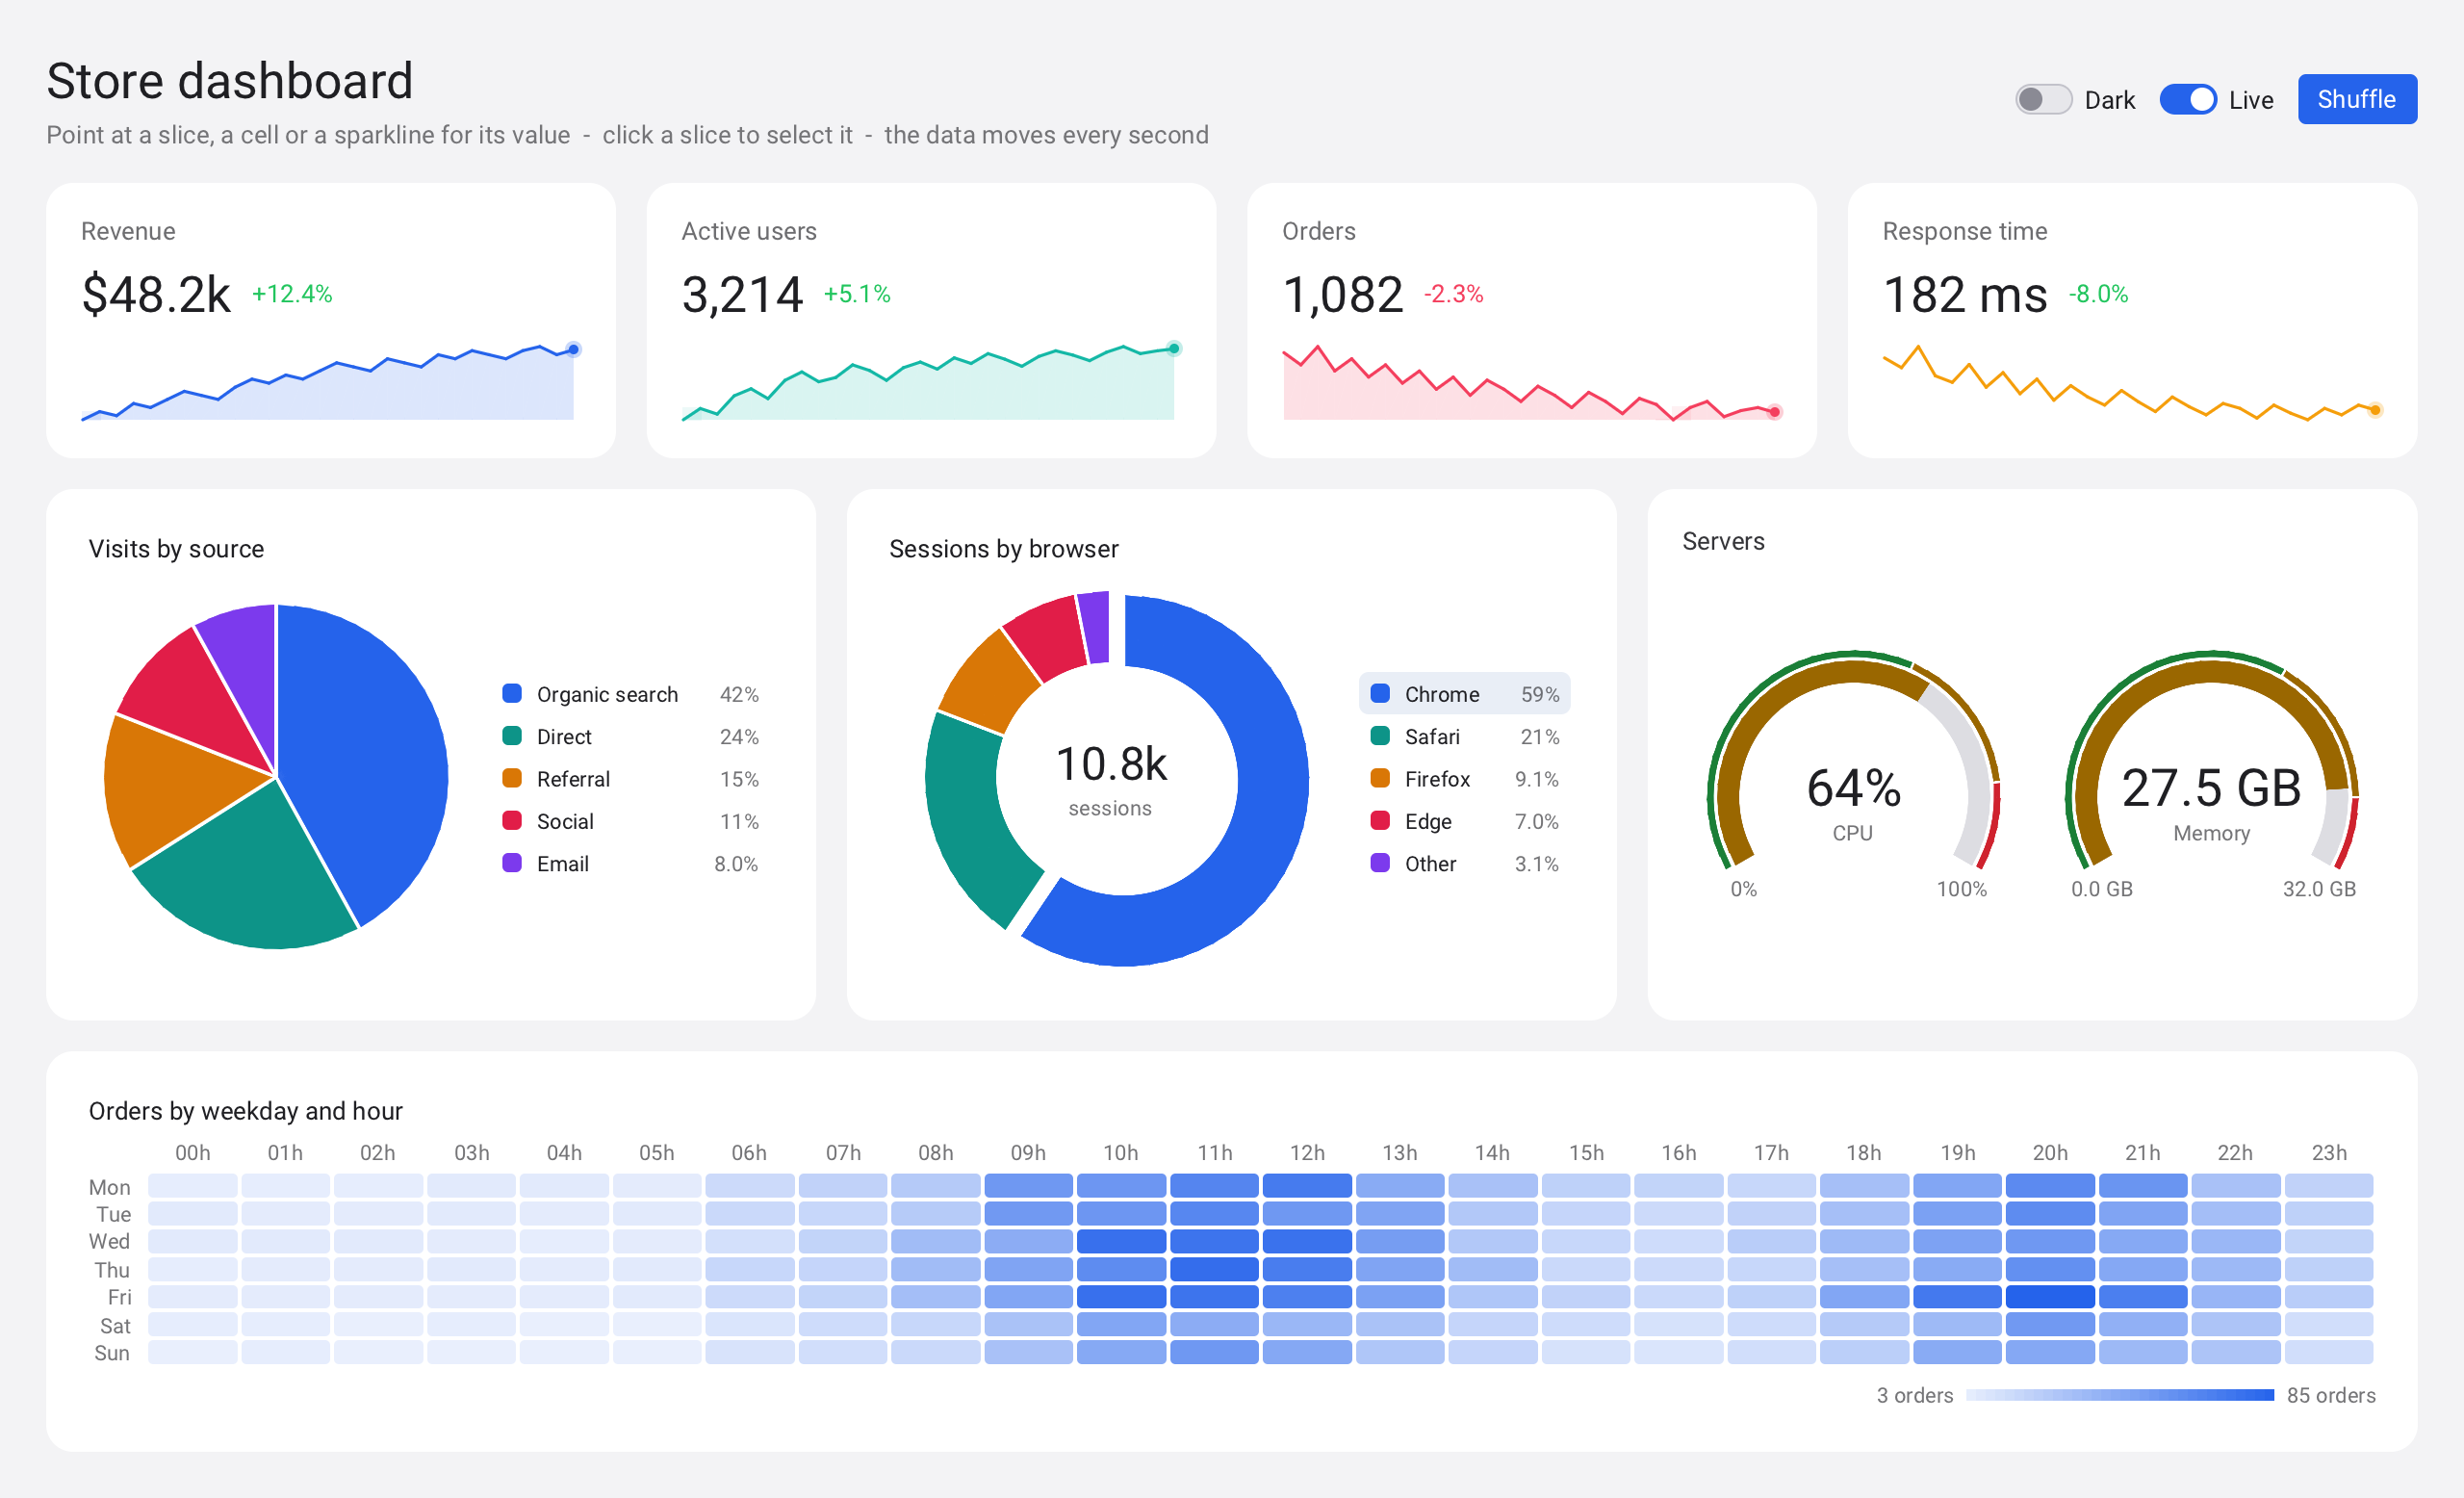 Store dashboard
Point at a slice, a cell or a sparkline for its value - click a slice to select it - the data moves every second
Dark
Live
Shuffle
Revenue
$48.2k +12.4%
Active users
3,214 +5.1%
Orders
1,082 -2.3%
Response time
182 ms -8.0%
Visits by source
Organic search 42%
Direct 24%
Referral 15%
Social 11%
Email 8.0%
Sessions by browser
10.8k
sessions
Chrome 59%
Safari 21%
Firefox 9.1%
Edge 7.0%
Other 3.1%
Servers
64%
CPU
0% 100%
27.5 GB
Memory
0.0 GB 32.0 GB
Orders by weekday and hour
00h 01h 02h 03h 04h 05h 06h 07h 08h 09h 10h 11h 12h 13h 14h 15h 16h 17h 18h 19h 20h 21h 22h 23h
Mon
Tue
Wed
Thu
Fri
Sat
Sun
3 orders 85 orders